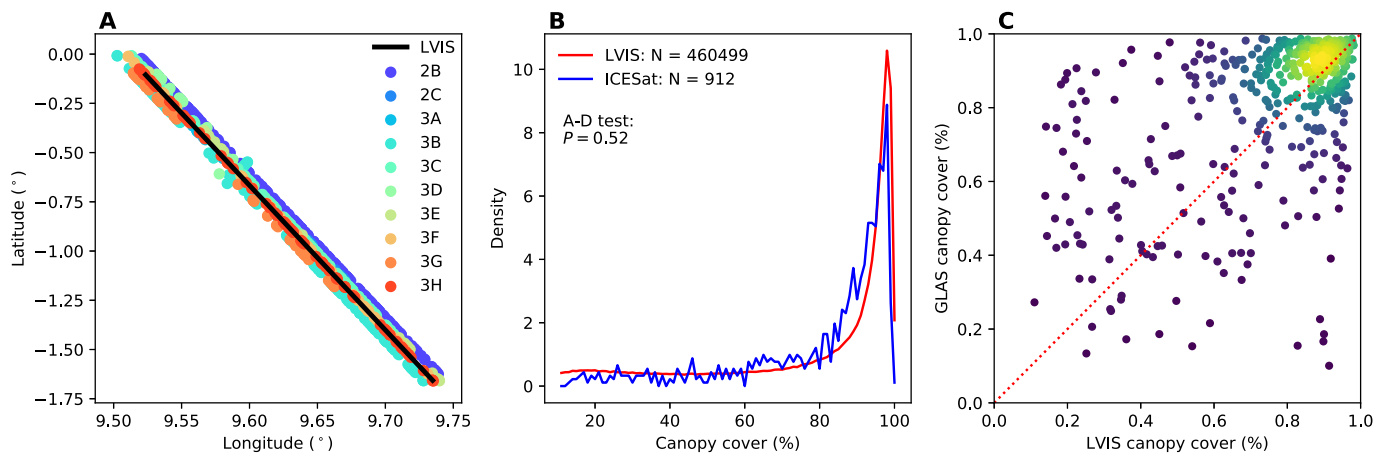 A
0.00
−0.25
−0.50
−0.75
−1.00
−1.25
−1.50
−1.75
Latitude (°)
9.50
9.55
9.60
9.65
9.70
9.75
Longitude (°)
LVIS
2B
2C
3A
3B
3C
3D
3E
3F
3G
3H
B
10
8
6
4
2
0
Density
20
40
60
80
100
Canopy cover (%)
LVIS: N = 460499
ICESat: N = 912
A-D test:
P = 0.52
C
1.0
0.8
0.6
0.4
0.2
0.0
GLAS canopy cover (%)
0.0
0.2
0.4
0.6
0.8
1.0
LVIS canopy cover (%)